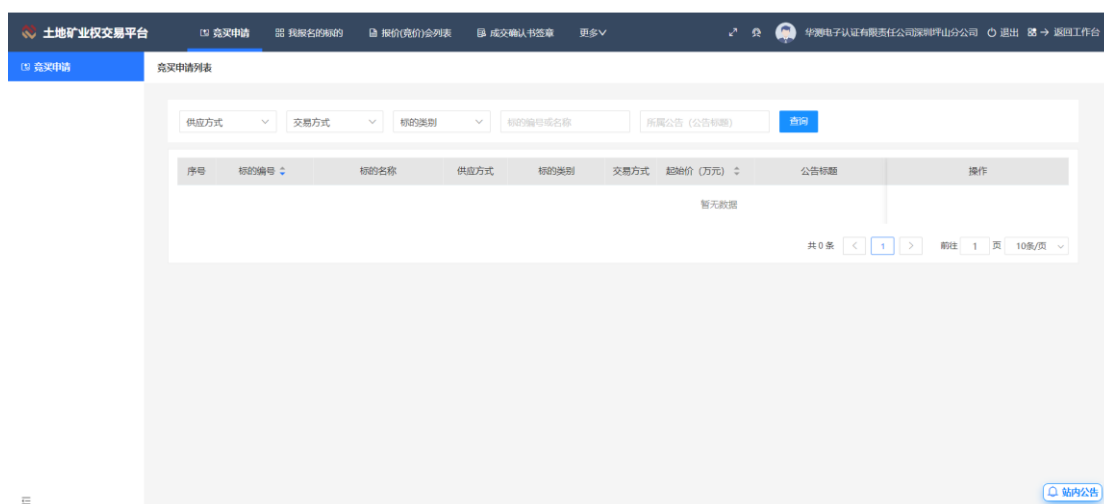 土地矿业权交易平台 竞买申请 我报名的标的 报价(竞价)会列表 成交确认书签章 更多 华测电子认证有限责任公司深圳坪山分公司 退出 返回工作台
竞买申请 竞买申请列表
供应方式 交易方式 标的类别 标的编号或名称 所属公告（公告标题） 查询
序号 标的编号 标的名称 供应方式 标的类别 交易方式 起始价（万元） 公告标题 操作
暂无数据
共 0 条 1 前往 1 页 10条/页
站内公告